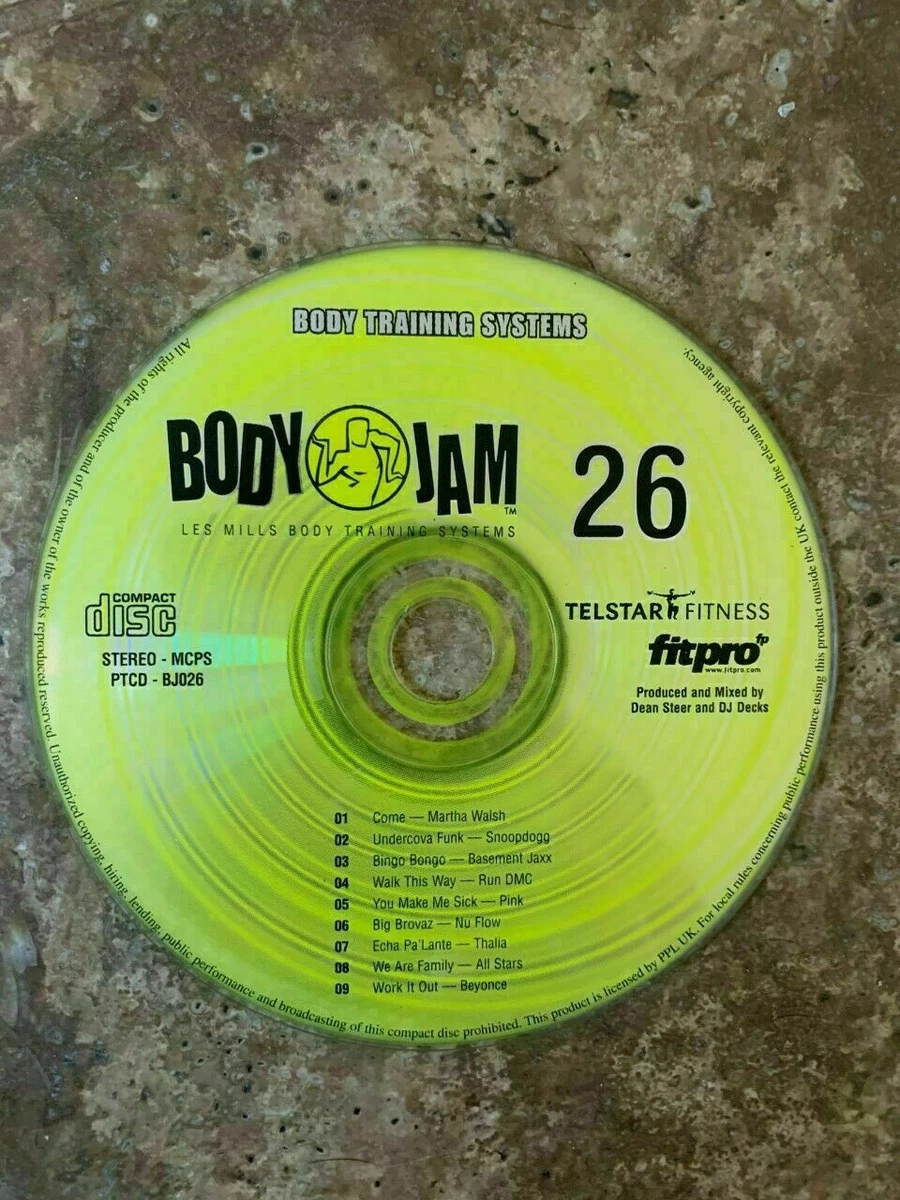 BODY TRAINING SYSTEMS
BODY JAM™
26
LES MILLS BODY TRAINING SYSTEMS
COMPACT
disc
STEREO - MCPS
PTCD - BJ026
TELSTAR FITNESS
fitpro fp
www.fitpro.com
Produced and Mixed by
Dean Steer and DJ Decks
01 Come — Martha Walsh
02 Undercova Funk — Snoopdogg
03 Bingo Bongo — Basement Jaxx
04 Walk This Way — Run DMC
05 You Make Me Sick — Pink
06 Big Brovaz — Nu Flow
07 Echa Pa'Lante — Thalia
08 We Are Family — All Stars
09 Work It Out — Beyonce
All rights of the producer and of the owner of the works reproduced reserved. Unauthorized copying, hiring, lending, public performance and broadcasting of this compact disc prohibited. This product is licensed by PPL UK. For local rules concerning public performance using this product outside the UK, contact the relevant copyright agency.